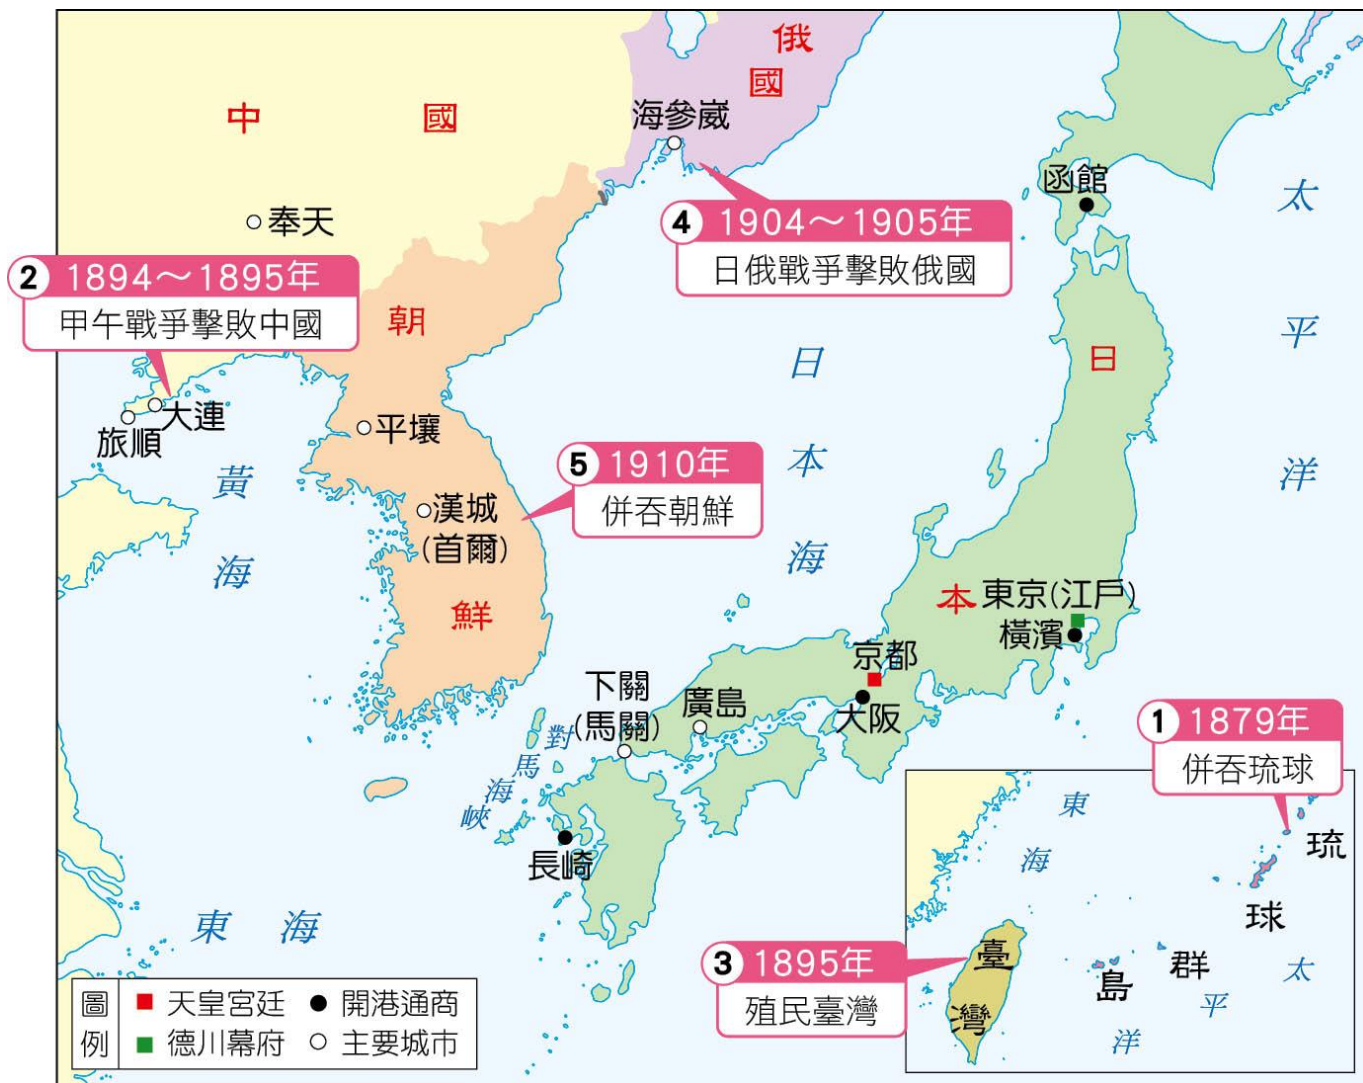 俄
國
中國
海參崴
函館
太平洋
奉天
4 1904～1905年
日俄戰爭擊敗俄國
2 1894～1895年
甲午戰爭擊敗中國
朝
鮮
日本海
日
本
大連
旅順
平壤
黃海
5 1910年
併吞朝鮮
漢城
(首爾)
東京(江戶)
橫濱
京都
大阪
下關
(馬關)
廣島
對馬海峽
長崎
1 1879年
併吞琉球
東海
琉球群島
太平洋
臺灣
3 1895年
殖民臺灣
東海
圖例
天皇宮廷
開港通商
德川幕府
主要城市